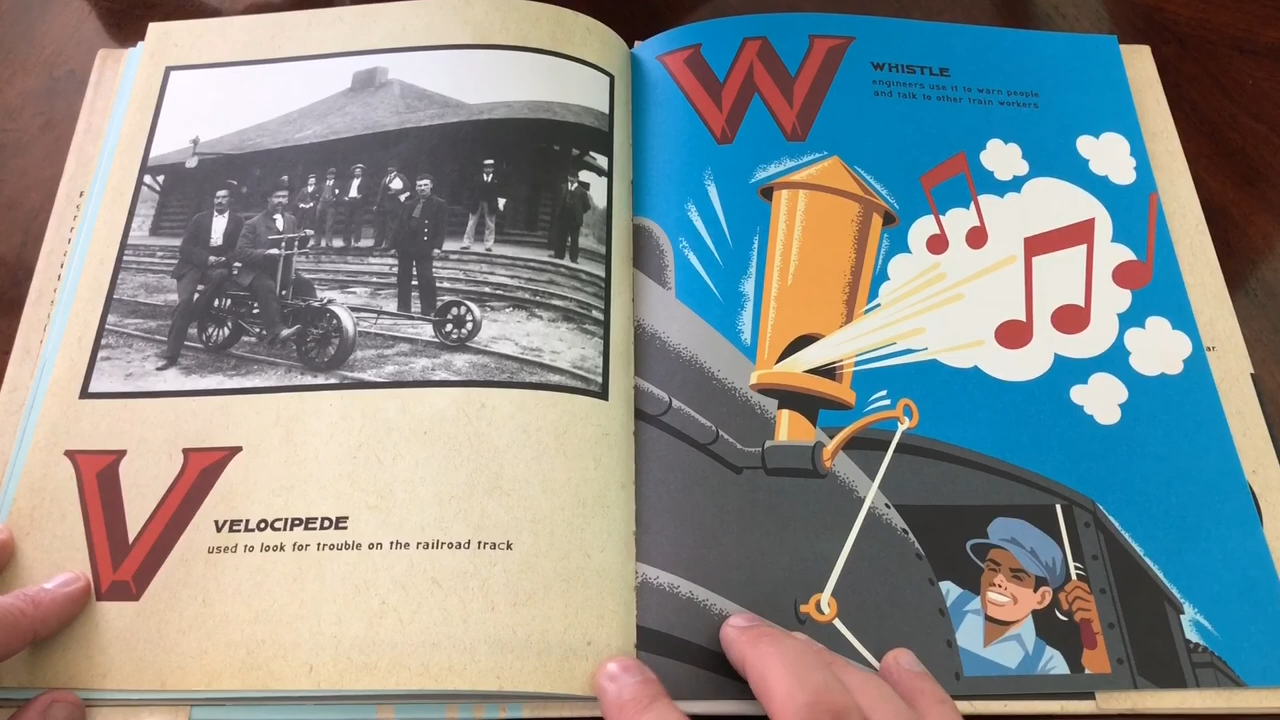 V
VELOCIPEDE
used to look for trouble on the railroad track
W
WHISTLE
engineers use it to warn people
and talk to other train workers
ar.